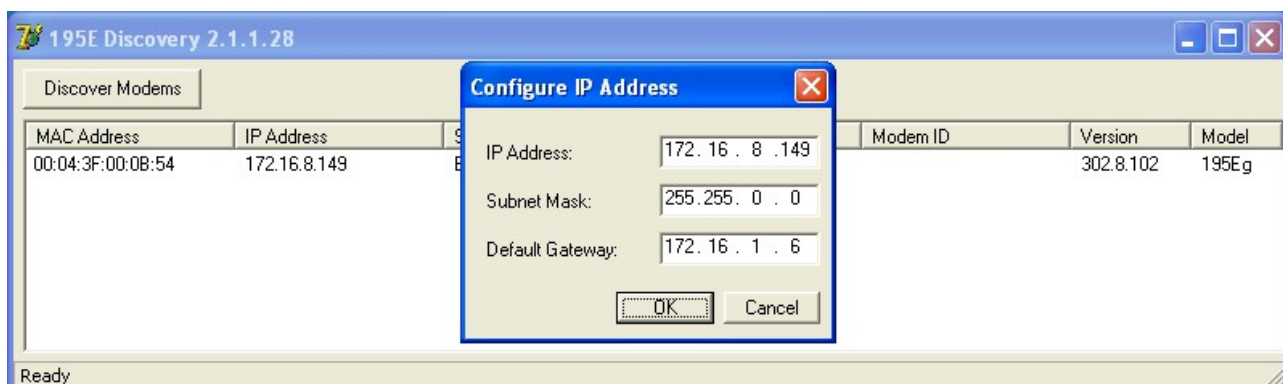 195E Discovery 2.1.1.28
Discover Modems
Configure IP Address
MAC Address IP Address Modem ID Version Model
00:04:3F:00:0B:54 172.16.8.149 302.8.102 195Eg
IP Address: 172. 16 . 8 .149
Subnet Mask: 255.255. 0 . 0
Default Gateway: 172. 16 . 1 . 6
OK Cancel
Ready